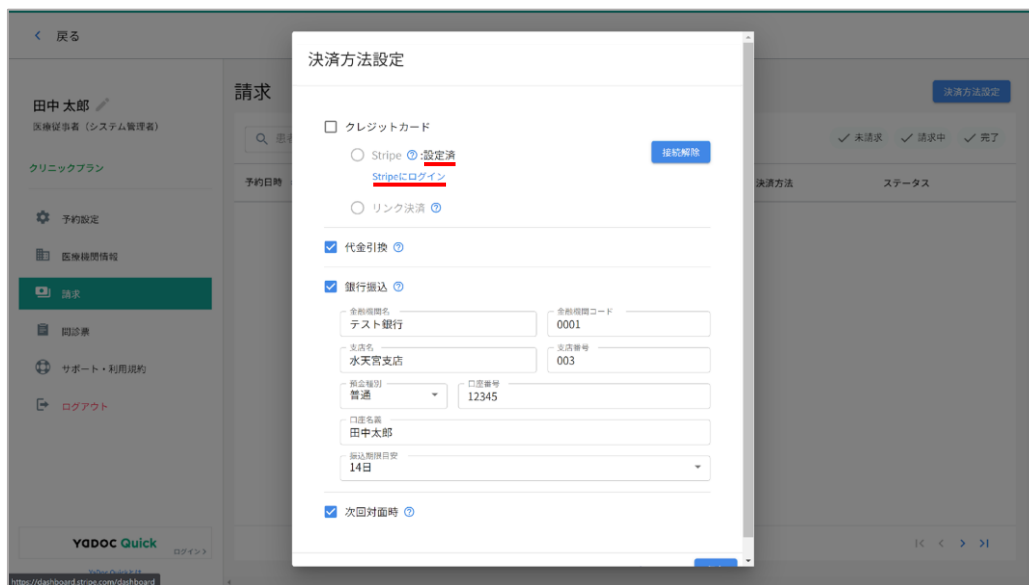 戻る
田中 太郎
医療従事者（システム管理者）
クリニックプラン
予約設定
医療機関情報
請求
問診票
サポート・利用規約
ログアウト
YaDOC Quick
ログイン >
https://dashboard.stripe.com/dashboard
請求
決済方法設定
未請求
請求中
完了
予約日時
決済方法
ステータス
決済方法設定
クレジットカード
Stripe ?:設定済
接続解除
Stripeにログイン
リンク決済 ?
代金引換 ?
銀行振込 ?
金融機関名
テスト銀行
金融機関コード
0001
支店名
水天宮支店
支店番号
003
預金種別
普通
口座番号
12345
口座名義
田中太郎
振込期限目安
14日
次回対面時 ?